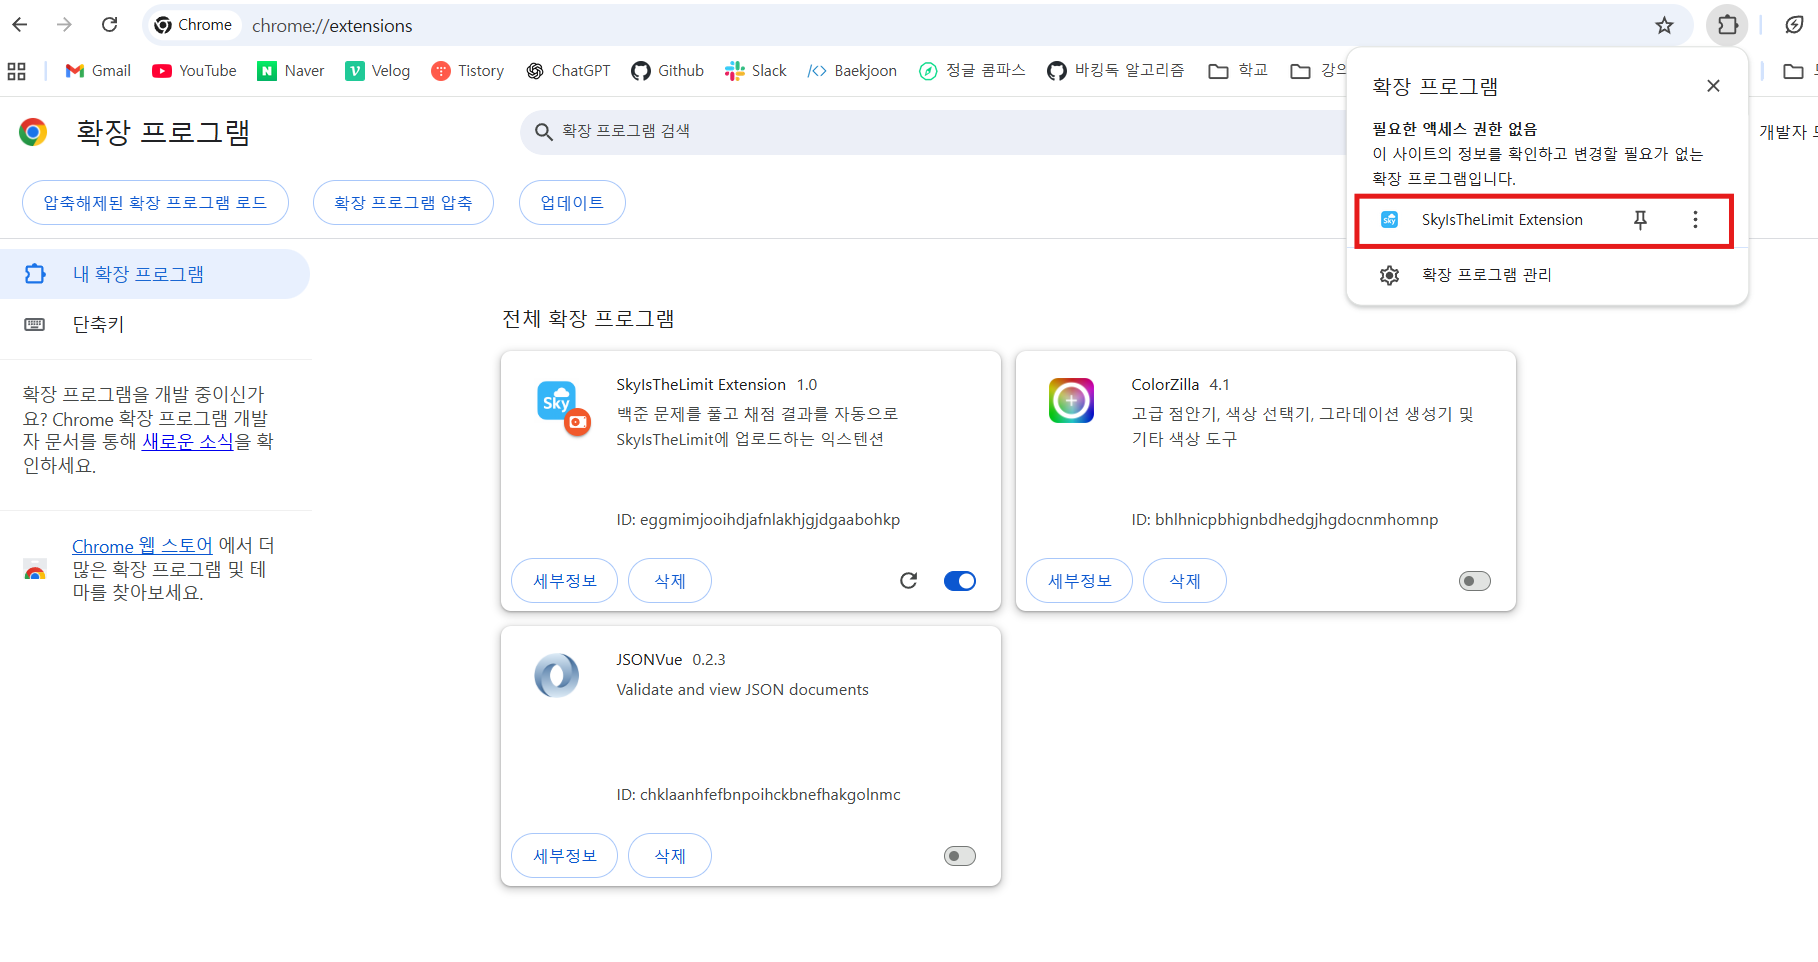 Chrome
chrome://extensions
Gmail
YouTube
Naver
Velog
Tistory
ChatGPT
Github
Slack
Baekjoon
정글 콤파스
바킹독 알고리즘
학교
강의
확장 프로그램
확장 프로그램 검색
개발자 모
압축해제된 확장 프로그램 로드
확장 프로그램 압축
업데이트
확장 프로그램
필요한 액세스 권한 없음
이 사이트의 정보를 확인하고 변경할 필요가 없는
확장 프로그램입니다.
Sky
SkyIsTheLimit Extension
확장 프로그램 관리
내 확장 프로그램
단축키
확장 프로그램을 개발 중이신가
요? Chrome 확장 프로그램 개발
자 문서를 통해 새로운 소식을 확
인하세요.
Chrome 웹 스토어 에서 더
많은 확장 프로그램 및 테
마를 찾아보세요.
전체 확장 프로그램
Sky
SkyIsTheLimit Extension 1.0
백준 문제를 풀고 채점 결과를 자동으로
SkyIsTheLimit에 업로드하는 익스텐션
ID: eggmimjooihdjafnlakhjgjdgaabohkp
세부정보
삭제
ColorZilla 4.1
고급 점안기, 색상 선택기, 그라데이션 생성기 및
기타 색상 도구
ID: bhlhnicpbhignbdhedgjhgdocnmhomnp
세부정보
삭제
JSONVue 0.2.3
Validate and view JSON documents
ID: chklaanhfefbnpoihckbnefhakgolnmc
세부정보
삭제